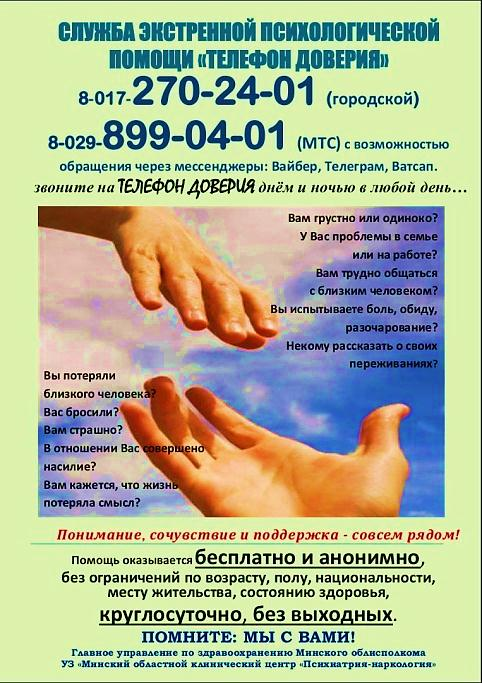 СЛУЖБА ЭКСТРЕННОЙ ПСИХОЛОГИЧЕСКОЙ
ПОМОЩИ «ТЕЛЕФОН ДОВЕРИЯ»
8-017-270-24-01 (городской)
8-029-899-04-01 (МТС) с возможностью
обращения через мессенджеры: Вайбер, Телеграм, Ватсап.
звоните на ТЕЛЕФОН ДОВЕРИЯ днём и ночью в любой день...
Вам грустно или одиноко?
У Вас проблемы в семье
или на работе?
Вам трудно общаться
с близким человеком?
Вы испытываете боль, обиду,
разочарование?
Некому рассказать о своих
переживаниях?
Вы потеряли
близкого человека?
Вас бросили?
Вам страшно?
В отношении Вас совершено
насилие?
Вам кажется, что жизнь
потеряла смысл?
Понимание, сочувствие и поддержка - совсем рядом!
Помощь оказывается бесплатно и анонимно,
без ограничений по возрасту, полу, национальности,
месту жительства, состоянию здоровья,
круглосуточно, без выходных.
ПОМНИТЕ: МЫ С ВАМИ!
Главное управление по здравоохранению Минского облисполкома
УЗ «Минский областной клинический центр «Психиатрия-наркология»